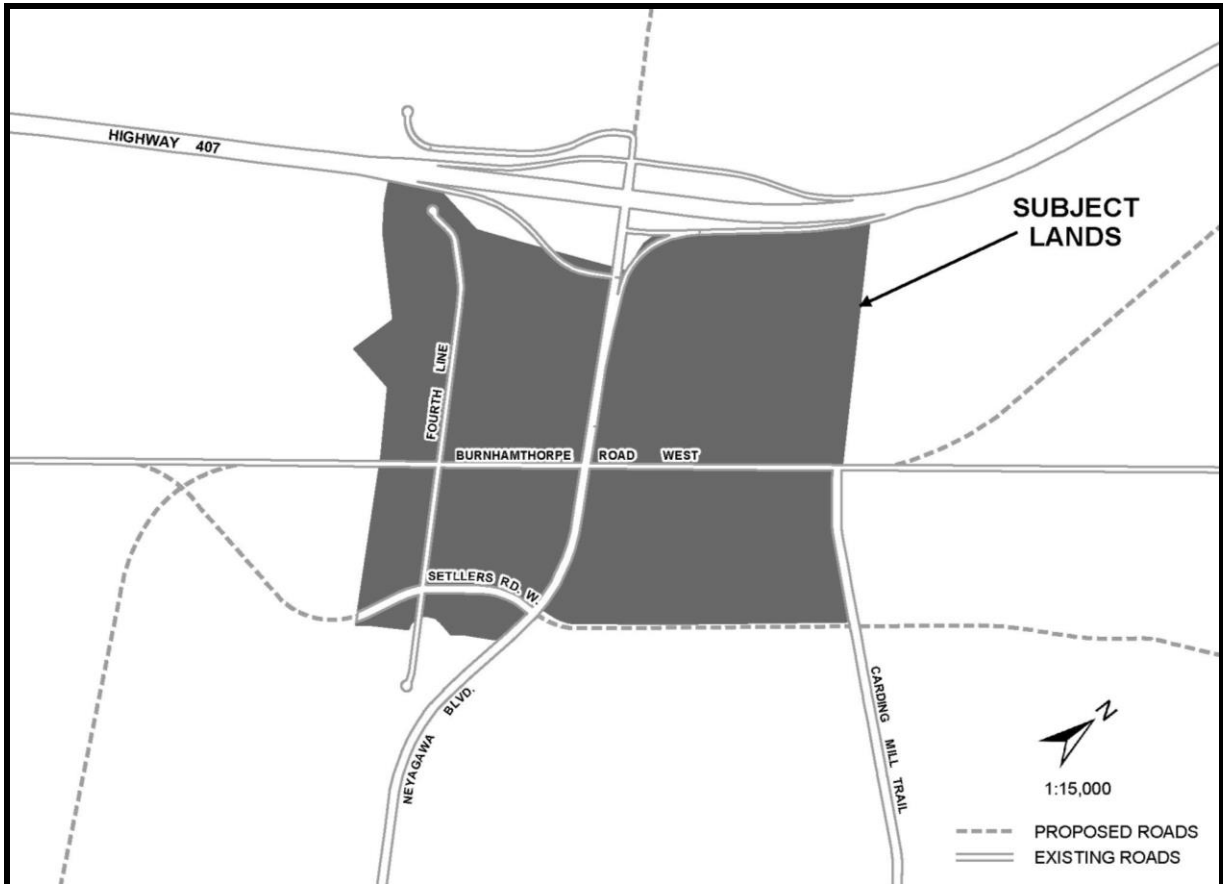 HIGHWAY 407
SUBJECT
LANDS
FOURTH LINE
BURNHAMTHORPE ROAD WEST
SETLLERS RD. W.
NEYAGAWA BLVD.
CARDING MILL TRAIL
N
1:15,000
PROPOSED ROADS
EXISTING ROADS